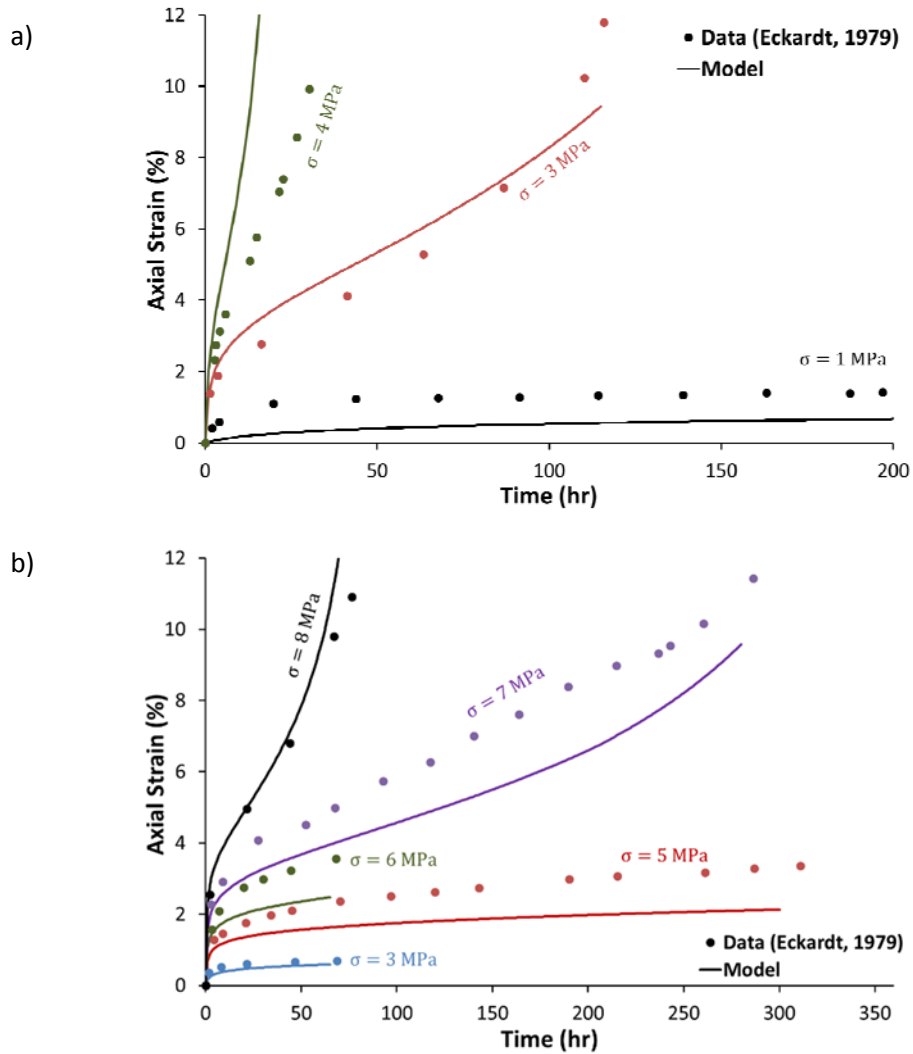 a)
12
10
8
6
4
2
0
Axial Strain (%)
Data (Eckardt, 1979)
Model
σ = 4 MPa
σ = 3 MPa
σ = 1 MPa
0
50
100
150
200
Time (hr)
b)
12
10
8
6
4
2
0
Axial Strain (%)
σ = 8 MPa
σ = 7 MPa
σ = 6 MPa
σ = 5 MPa
σ = 3 MPa
Data (Eckardt, 1979)
Model
0
50
100
150
200
250
300
350
Time (hr)